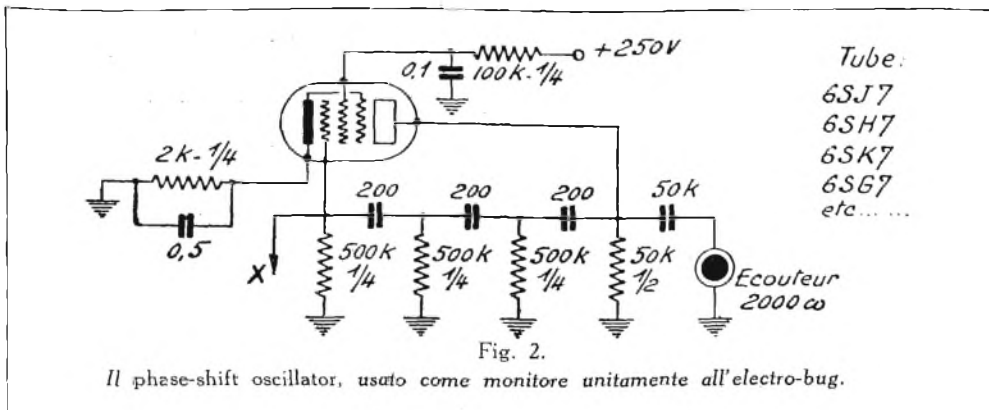 +250V
0,1
100k-1/4
Tube:
6SJ7
6SH7
6SK7
6SG7
etc......
2k-1/4
0,5
200
200
200
50k
X
500k
1/4
500k
1/4
500k
1/4
50k
1/2
Ecouteur
2000 ω
Fig. 2.
Il phase-shift oscillator, usato come monitore unitamente all'electro-bug.